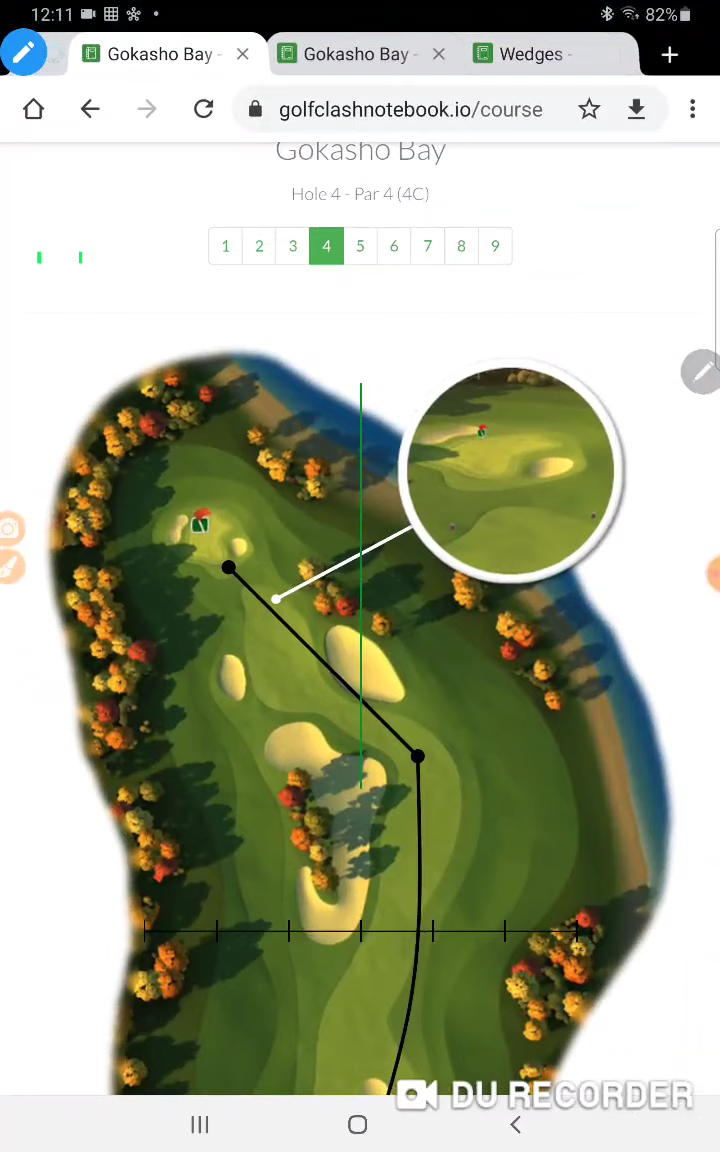 12:11 82%
Gokasho Bay - Gokasho Bay - Wedges -
golfclashnotebook.io/course
Gokasho Bay
Hole 4 - Par 4 (4C)
1 2 3 4 5 6 7 8 9
DU RECORDER